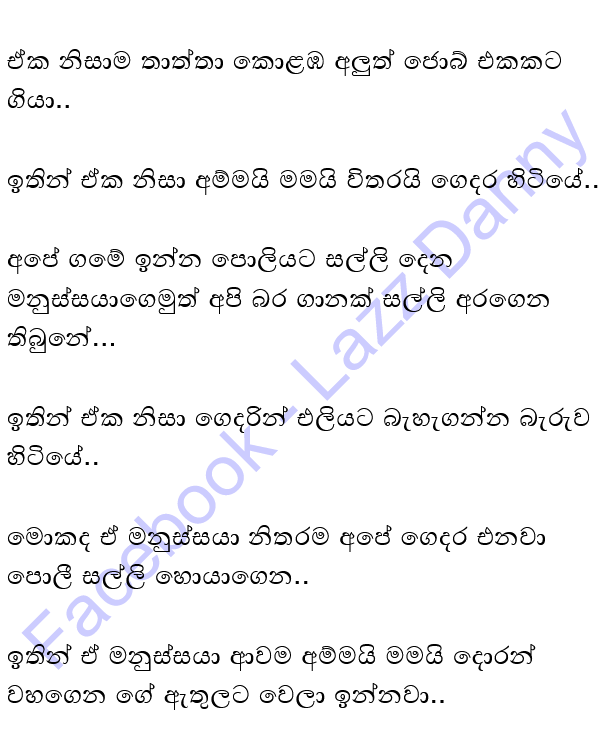 ඒක නිසාම තාත්තා කොළඹ අලුත් ජොබ් එකකට
ගියා..
ඉතින් ඒක නිසා අම්මයි මමයි විතරයි ගෙදර හිටියේ..
අපේ ගමේ ඉන්න පොලියට සල්ලි දෙන
මනුස්සයාගෙමුත් අපි බර ගානක් සල්ලි අරගෙන
තිබුනේ...
ඉතින් ඒක නිසා ගෙදරින් එලියට බැහැගන්න බැරුව
හිටියේ..
මොකද ඒ මනුස්සයා නිතරම අපේ ගෙදර එනවා
පොලී සල්ලි හොයාගෙන..
ඉතින් ඒ මනුස්සයා ආවම අම්මයි මමයි දොරන්
වහගෙන ගේ ඇතුලට වෙලා ඉන්නවා..
Facebook - Lazz Danny